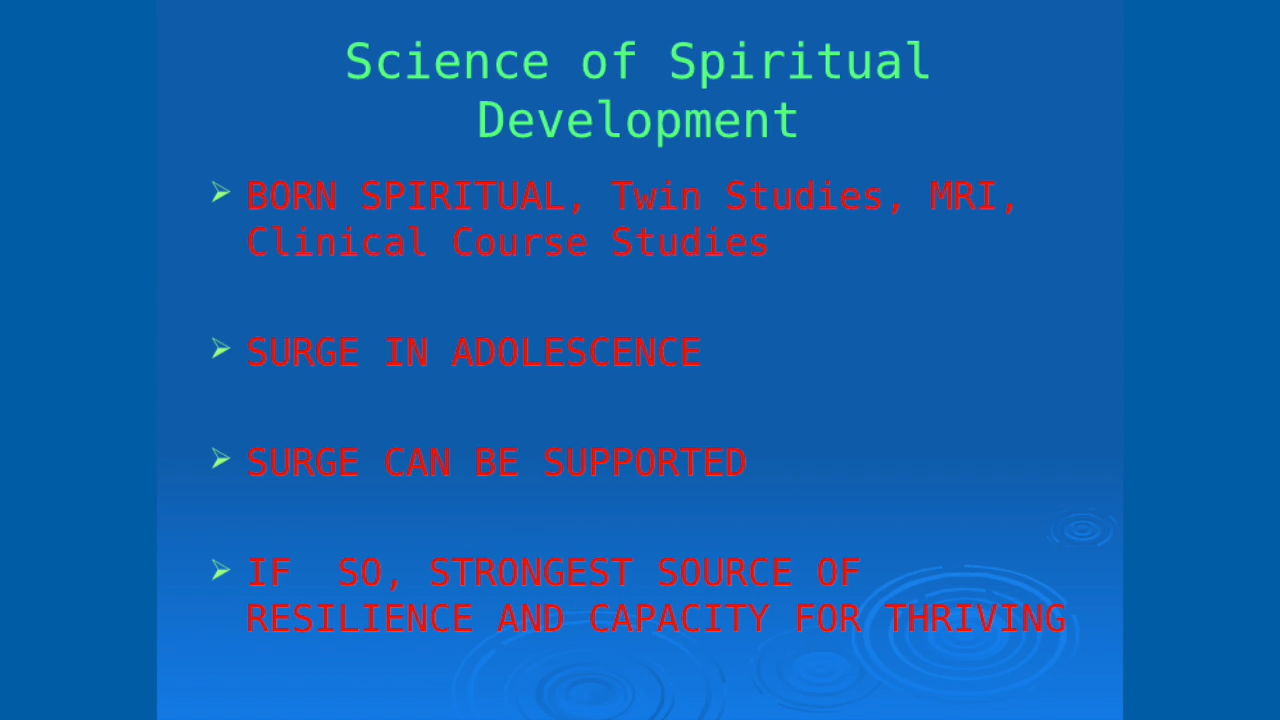 Science of Spiritual
Development
BORN SPIRITUAL, Twin Studies, MRI,
Clinical Course Studies
SURGE IN ADOLESCENCE
SURGE CAN BE SUPPORTED
IF  SO, STRONGEST SOURCE OF
RESILIENCE AND CAPACITY FOR THRIVING